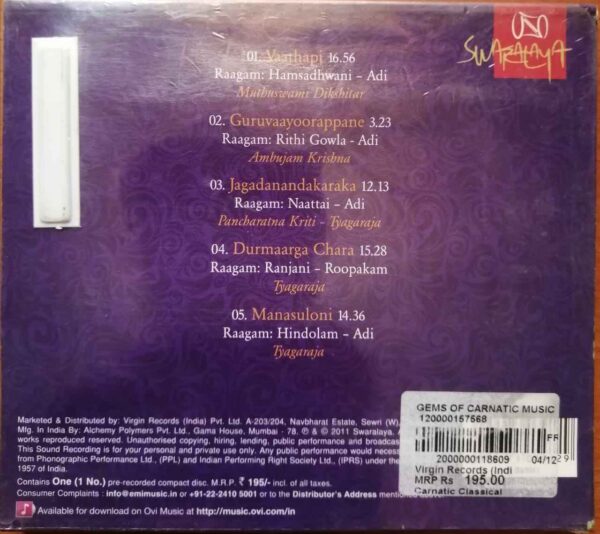 SWARALAYA
01. Vaathapi 16.56
Raagam: Hamsadhwani – Adi
Muthuswami Dikshitar
02. Guruvaayoorappane 3.23
Raagam: Rithi Gowla - Adi
Ambujam Krishna
03. Jagadanandakaraka 12.13
Raagam: Naattai – Adi
Pancharatna Kriti - Tyagaraja
04. Durmaarga Chara 15.28
Raagam: Ranjani – Roopakam
Tyagaraja
05. Manasuloni 14.36
Raagam: Hindolam – Adi
Tyagaraja
Marketed & Distributed by: Virgin Records (India) Pvt. Ltd. A-203/204, Navbharat Estate, Sewri (W),
Mfg. In India By: Alchemy Polymers Pvt. Ltd., Gama House, Mumbai - 78. ℗ & © 2011 Swaralaya.
works reproduced reserved. Unauthorised copying, hiring, lending, public performance and broadcas
This Sound Recording is for your personal and private use only. Any public performance would necess
from Phonographic Performance Ltd., (PPL) and Indian Performing Right Society Ltd., (IPRS) under the
1957 of India.
Contains One (1 No.) pre-recorded compact disc. M.R.P. ₹ 195/- incl. of all taxes.
Consumer Complaints : info@emimusic.in or +91-22-2410 5001 or to the Distributor's Address mentioned
Available for download on Ovi Music at http://music.ovi.com/in
GEMS OF CARNATIC MUSIC
120000157568
FR
2000000118609 04/12 29
Virgin Records (Indi
MRP Rs 195.00
Carnatic Classical